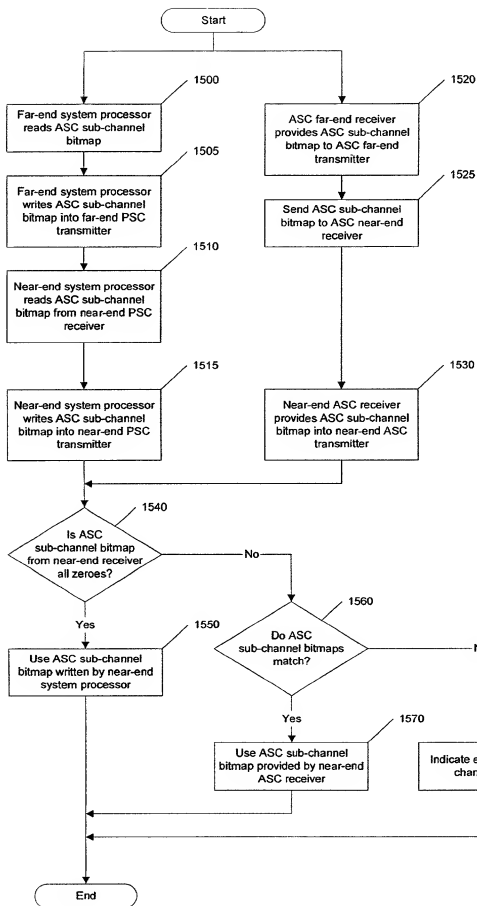 Start
1500
Far-end system processor
reads ASC sub-channel
bitmap
1505
Far-end system processor
writes ASC sub-channel
bitmap into far-end PSC
transmitter
1510
Near-end system processor
reads ASC sub-channel
bitmap from near-end PSC
receiver
1515
Near-end system processor
writes ASC sub-channel
bitmap into near-end PSC
transmitter
1520
ASC far-end receiver
provides ASC sub-channel
bitmap to ASC far-end
transmitter
1525
Send ASC sub-channel
bitmap to ASC near-end
receiver
1530
Near-end ASC receiver
provides ASC sub-channel
bitmap into near-end ASC
transmitter
1540
Is ASC
sub-channel bitmap
from near-end receiver
all zeroes?
No
Yes
1550
Use ASC sub-channel
bitmap written by near-end
system processor
1560
Do ASC
sub-channel bitmaps
match?
Yes
1570
Use ASC sub-channel
bitmap provided by near-end
ASC receiver
Indicate
End